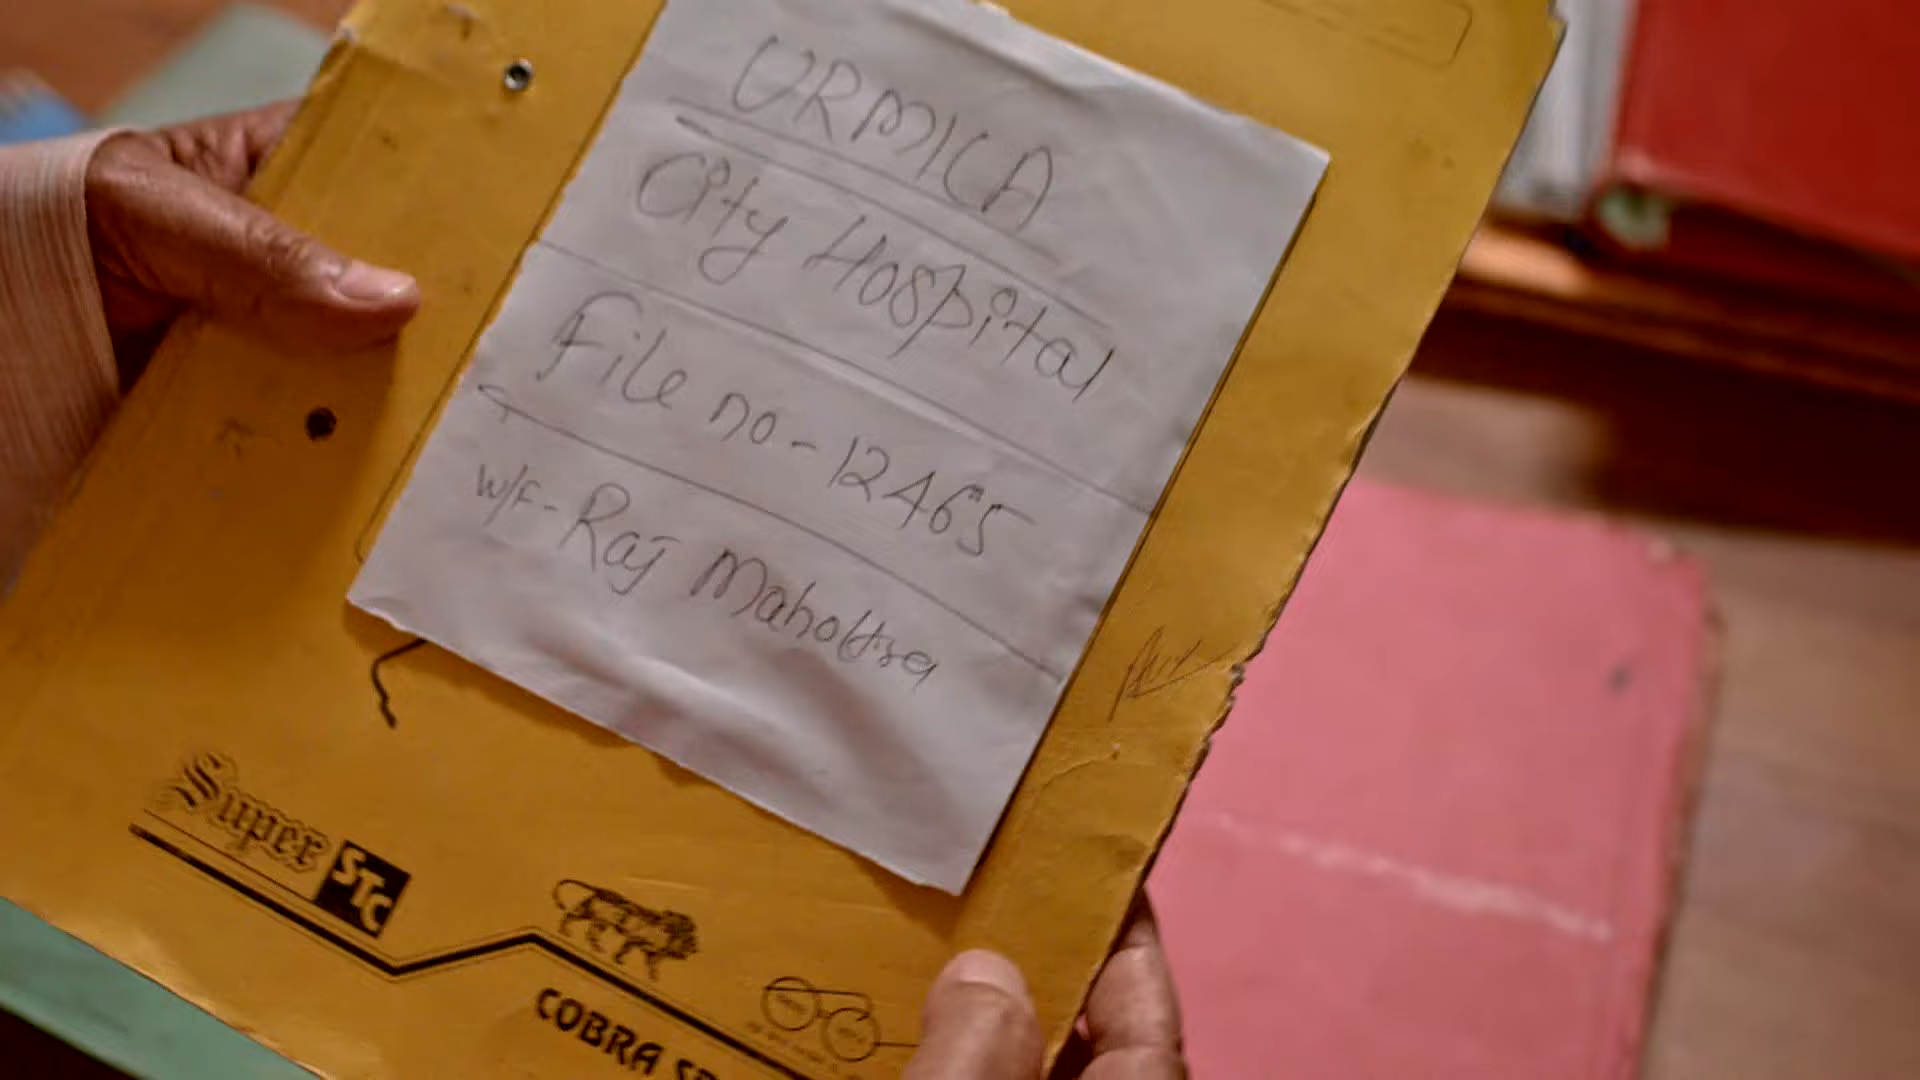 URMILA
City Hospital
File no - 12465
w/F - Raj Maholtra
Super STC
COBRA